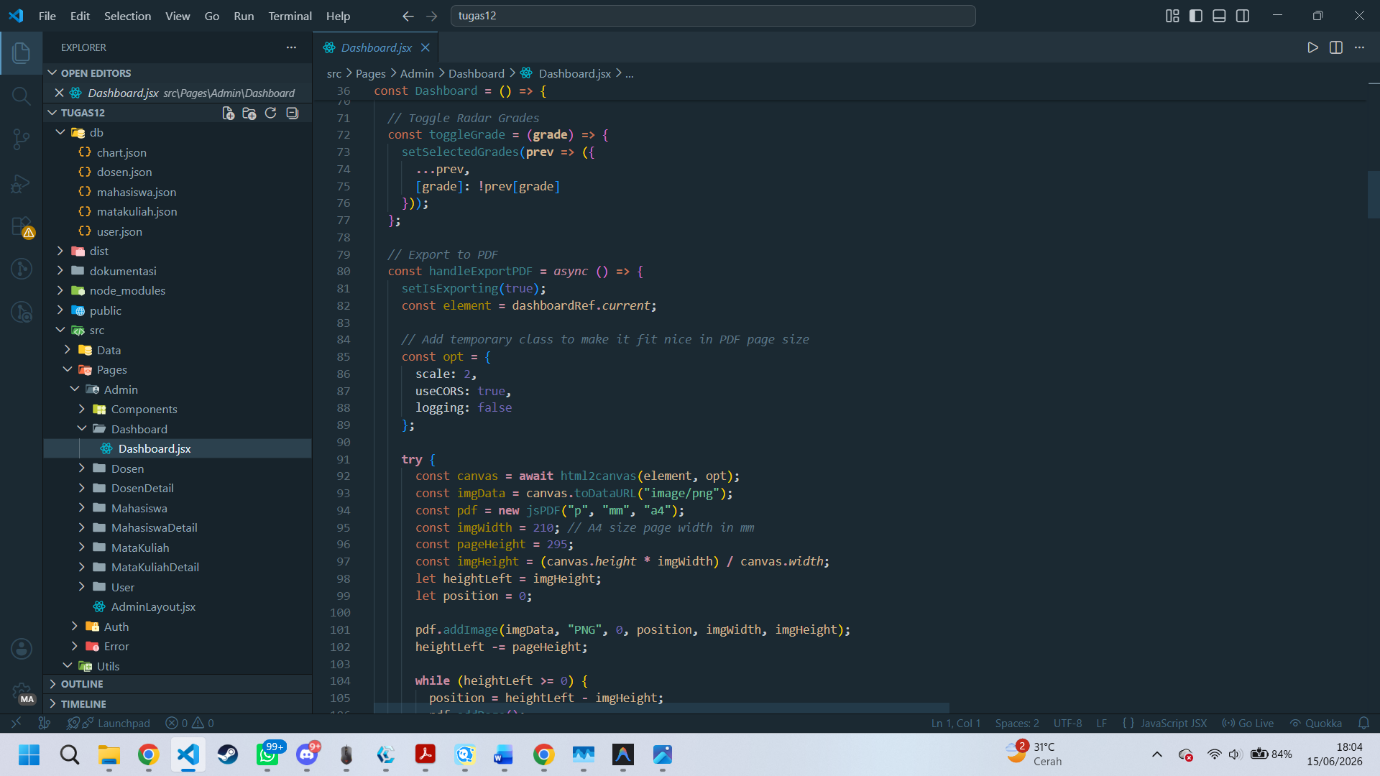 File Edit Selection View Go Run Terminal Help
tugas12
EXPLORER
OPEN EDITORS
Dashboard.jsx src\Pages\Admin\Dashboard
TUGAS12
db
chart.json
dosen.json
mahasiswa.json
matakuliah.json
user.json
dist
dokumentasi
node_modules
public
src
Data
Pages
Admin
Components
Dashboard
Dashboard.jsx
Dosen
DosenDetail
Mahasiswa
MahasiswaDetail
MataKuliah
MataKuliahDetail
User
AdminLayout.jsx
Auth
Error
Utils
OUTLINE
TIMELINE
Dashboard.jsx
src > Pages > Admin > Dashboard > Dashboard.jsx > ...
36 const Dashboard = () => {
70
71 // Toggle Radar Grades
72 const toggleGrade = (grade) => {
73 setSelectedGrades(prev => ({
74 ...prev,
75 [grade]: !prev[grade]
76 }));
77 };
78
79 // Export to PDF
80 const handleExportPDF = async () => {
81 setIsExporting(true);
82 const element = dashboardRef.current;
83
84 // Add temporary class to make it fit nice in PDF page size
85 const opt = {
86 scale: 2,
87 useCORS: true,
88 logging: false
89 };
90
91 try {
92 const canvas = await html2canvas(element, opt);
93 const imgData = canvas.toDataURL("image/png");
94 const pdf = new jsPDF("p", "mm", "a4");
95 const imgWidth = 210; // A4 size page width in mm
96 const pageHeight = 295;
97 const imgHeight = (canvas.height * imgWidth) / canvas.width;
98 let heightLeft = imgHeight;
99 let position = 0;
100
101 pdf.addImage(imgData, "PNG", 0, position, imgWidth, imgHeight);
102 heightLeft -= pageHeight;
103
104 while (heightLeft >= 0) {
105 position = heightLeft - imgHeight;
MA
Launchpad 0 0
Ln 1, Col 1 Spaces: 2 UTF-8 LF {} JavaScript JSX Go Live Quokka
99+
9+
2
31°C
Cerah
84%
18:04
15/06/2026